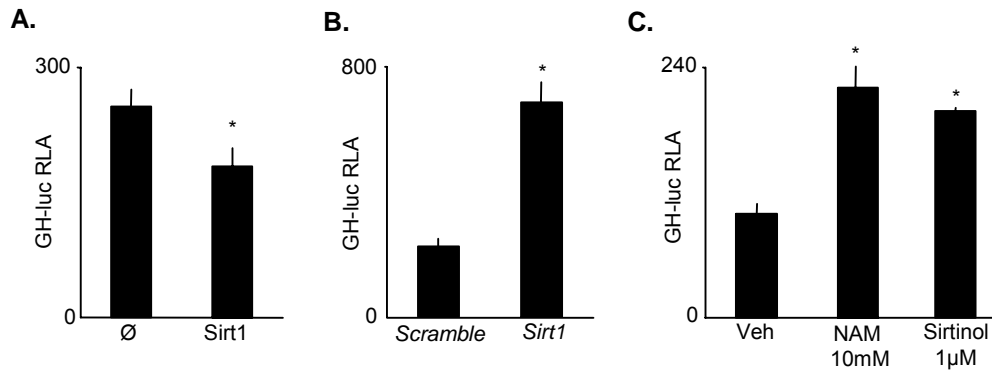 A.
300
GH-luc RLA
0
*
Ø
Sirt1
B.
800
GH-luc RLA
0
*
Scramble
Sirt1
C.
240
GH-luc RLA
0
*
*
Veh
NAM
10mM
Sirtinol
1µM